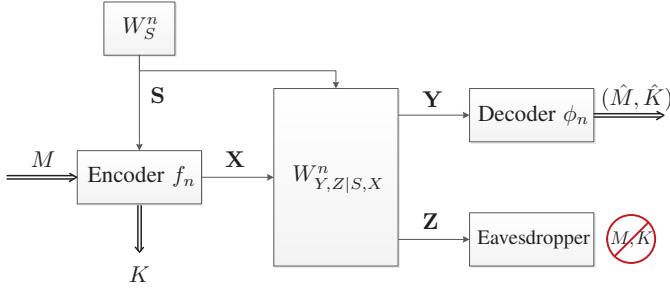 W_S^n
S
M
Encoder f_n
X
K
W^n_{Y,Z|S,X}
Y
Decoder ϕ_n
(M̂, K̂)
Z
Eavesdropper
M, K